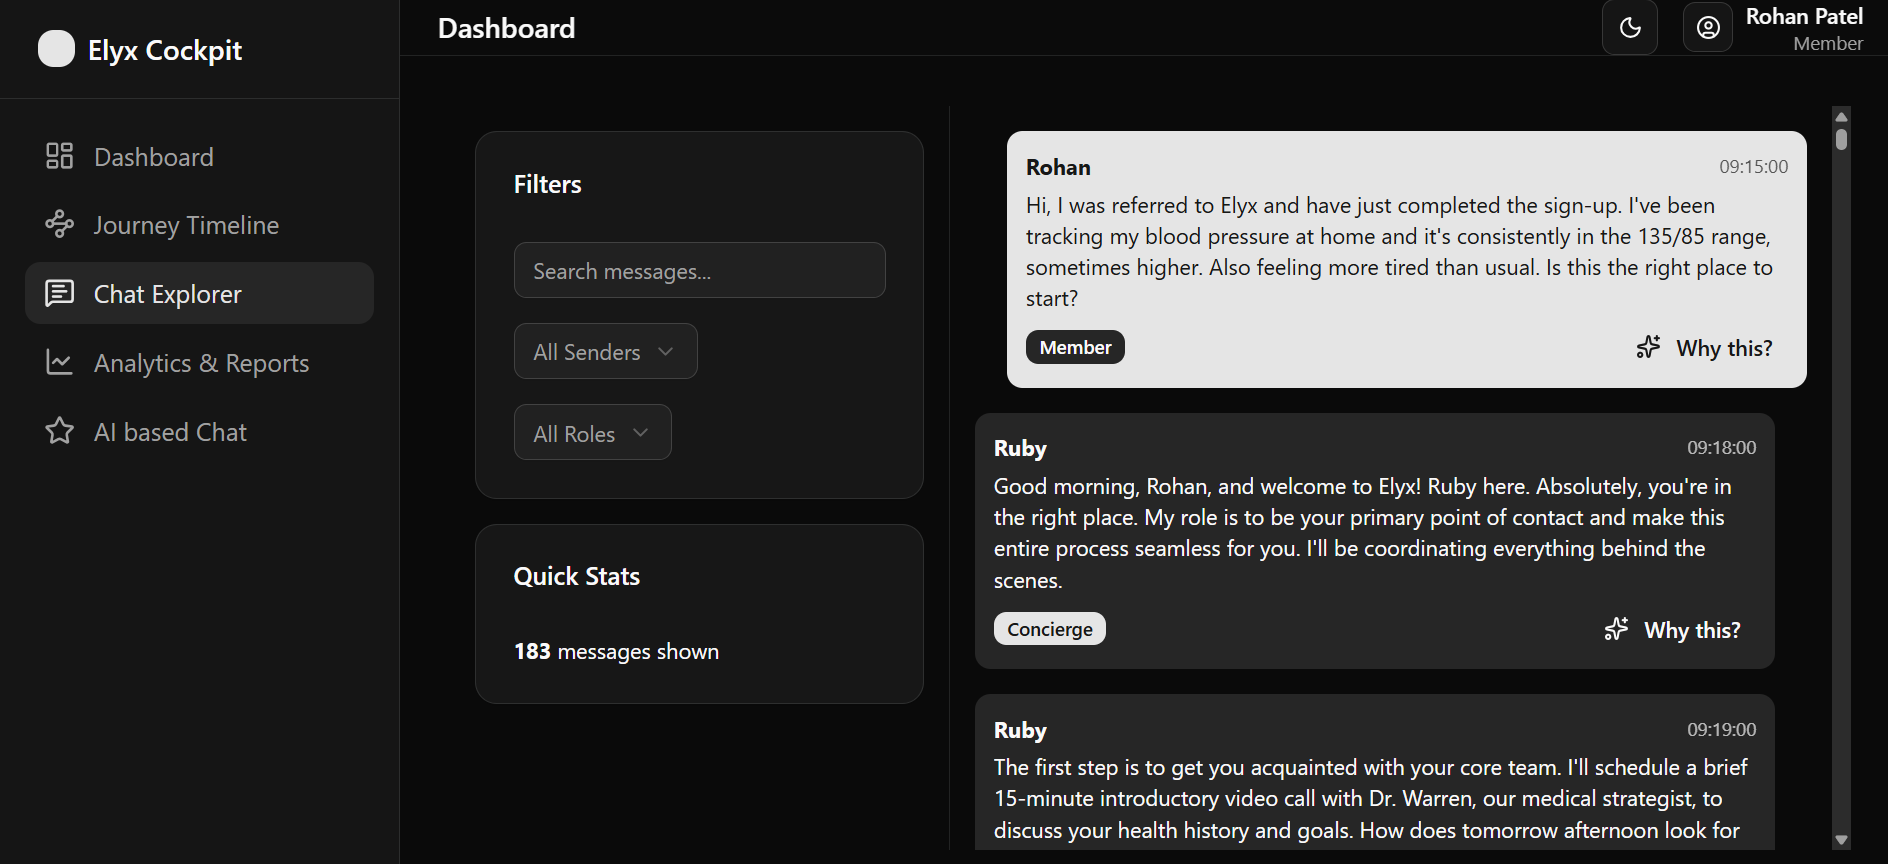 Elyx Cockpit
Dashboard
Journey Timeline
Chat Explorer
Analytics & Reports
AI based Chat
Dashboard
Rohan Patel
Member
Filters
Search messages...
All Senders
All Roles
Quick Stats
183 messages shown
Rohan
09:15:00
Hi, I was referred to Elyx and have just completed the sign-up. I've been
tracking my blood pressure at home and it's consistently in the 135/85 range,
sometimes higher. Also feeling more tired than usual. Is this the right place to
start?
Member
Why this?
Ruby
09:18:00
Good morning, Rohan, and welcome to Elyx! Ruby here. Absolutely, you're in
the right place. My role is to be your primary point of contact and make this
entire process seamless for you. I'll be coordinating everything behind the
scenes.
Concierge
Why this?
Ruby
09:19:00
The first step is to get you acquainted with your core team. I'll schedule a brief
15-minute introductory video call with Dr. Warren, our medical strategist, to
discuss your health history and goals. How does tomorrow afternoon look for